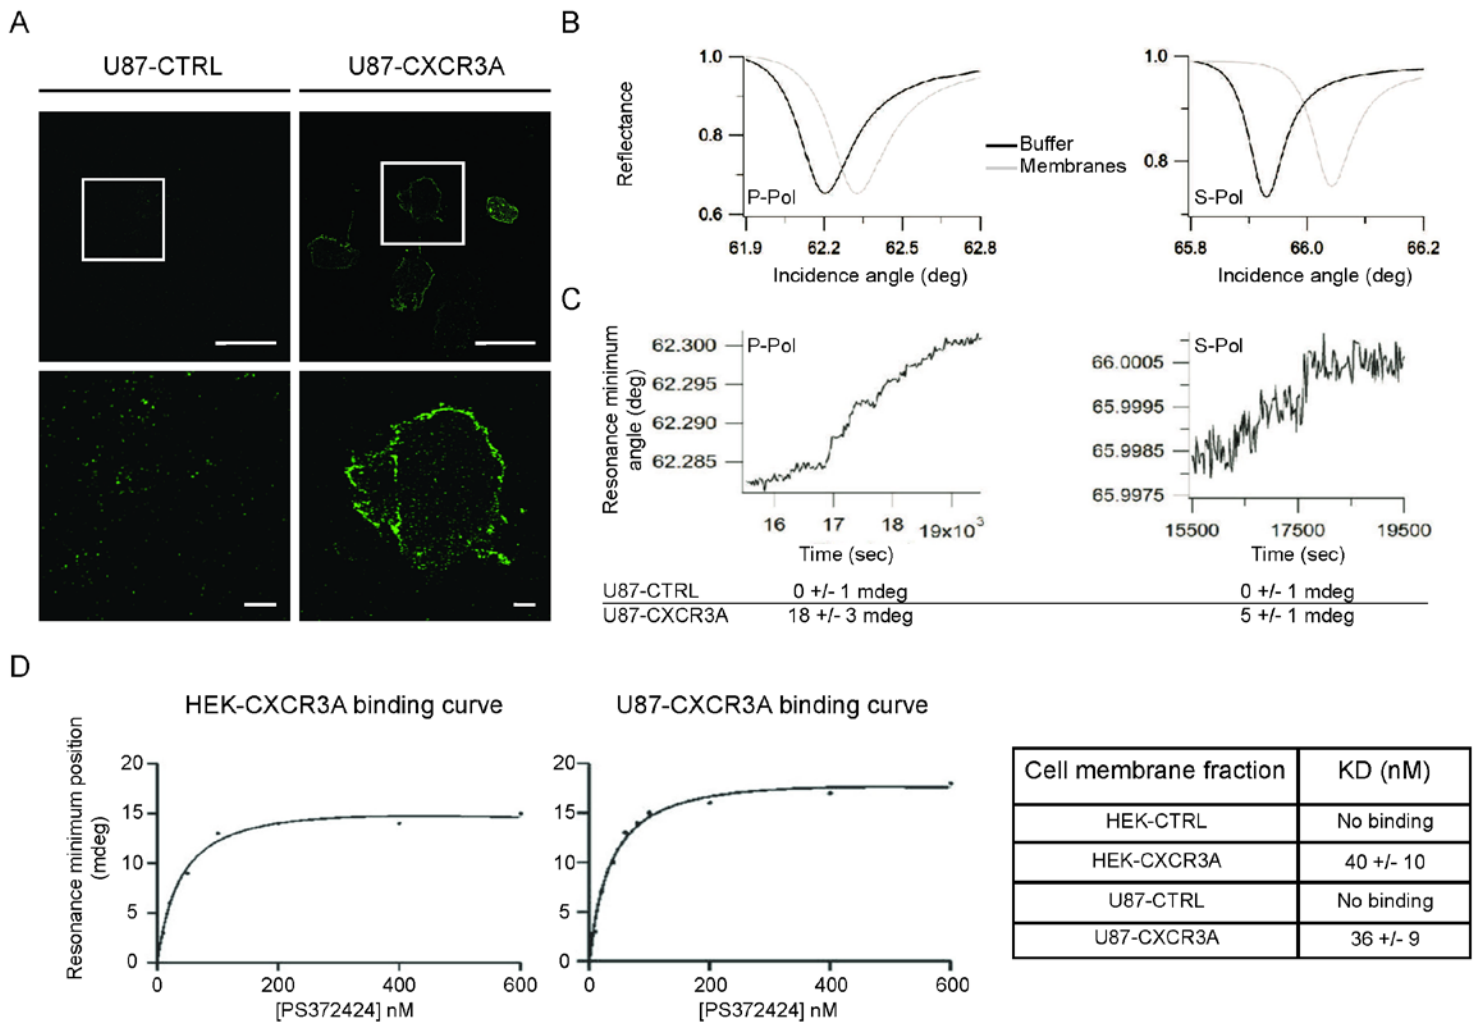 A
U87-CTRL
U87-CXCR3A
B
Reflectance
1.0
0.8
0.6
P-Pol
61.9
62.2
62.5
62.8
Incidence angle (deg)
Buffer
Membranes
1.0
0.8
S-Pol
65.8
66.0
66.2
Incidence angle (deg)
C
Resonance minimum
angle (deg)
62.300
62.295
62.290
62.285
P-Pol
16
17
18
19x10³
Time (sec)
66.0005
65.9995
65.9985
65.9975
S-Pol
15500
17500
19500
Time (sec)
U87-CTRL 0 +/- 1 mdeg 0 +/- 1 mdeg
U87-CXCR3A 18 +/- 3 mdeg 5 +/- 1 mdeg
D
HEK-CXCR3A binding curve
Resonance minimum position
(mdeg)
20
15
10
5
0
0
200
400
600
[PS372424] nM
U87-CXCR3A binding curve
20
15
10
5
0
0
200
400
600
[PS372424] nM
Cell membrane fraction KD (nM)
HEK-CTRL No binding
HEK-CXCR3A 40 +/- 10
U87-CTRL No binding
U87-CXCR3A 36 +/- 9